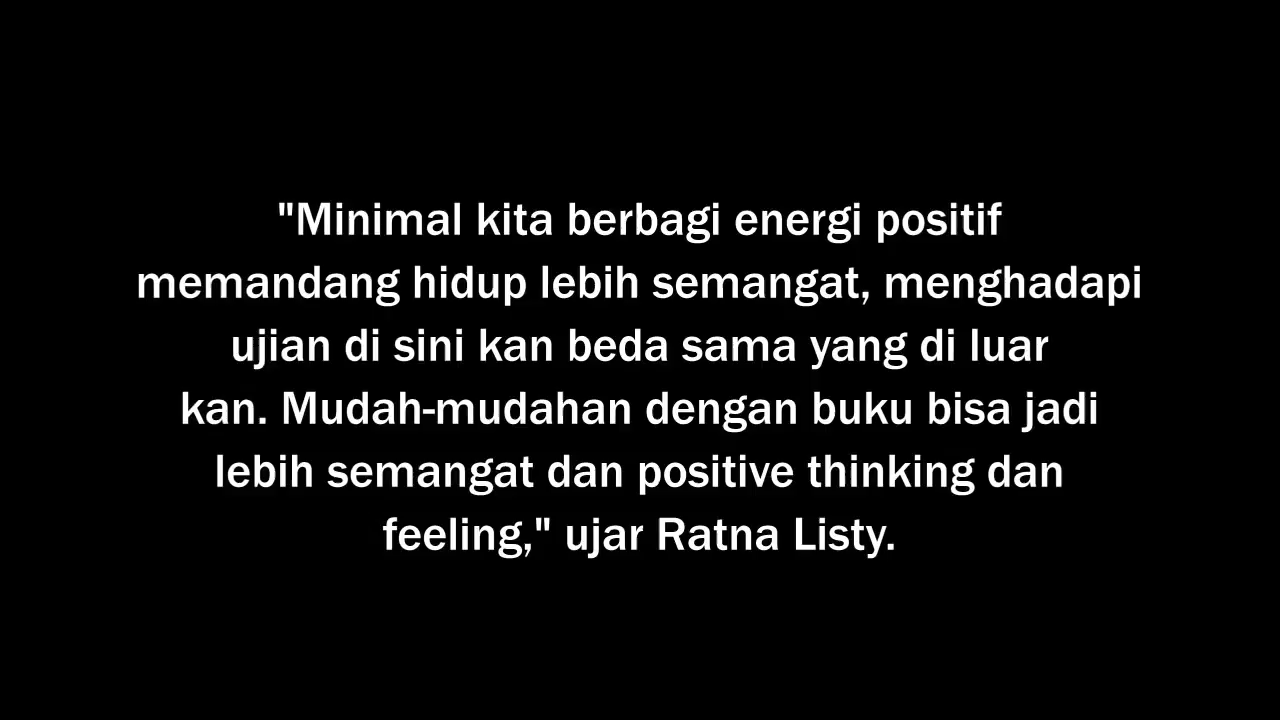 "Minimal kita berbagi energi positif
memandang hidup lebih semangat, menghadapi
ujian di sini kan beda sama yang di luar
kan. Mudah-mudahan dengan buku bisa jadi
lebih semangat dan positive thinking dan
feeling," ujar Ratna Listy.